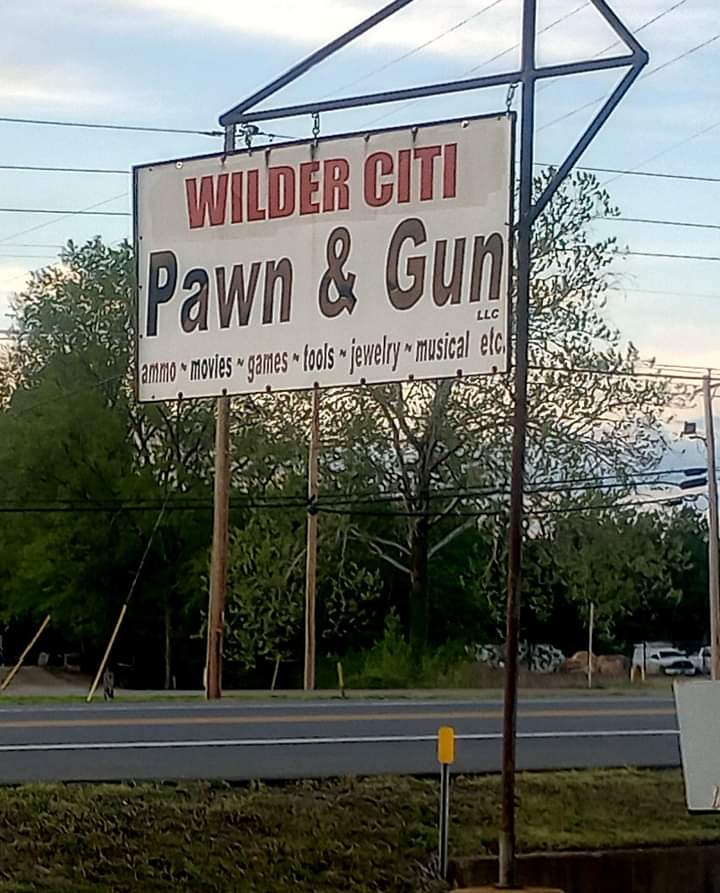 WILDER CITI
Pawn & Gun
LLC
ammo ~ movies ~ games ~ tools ~ jewelry ~ musical etc.